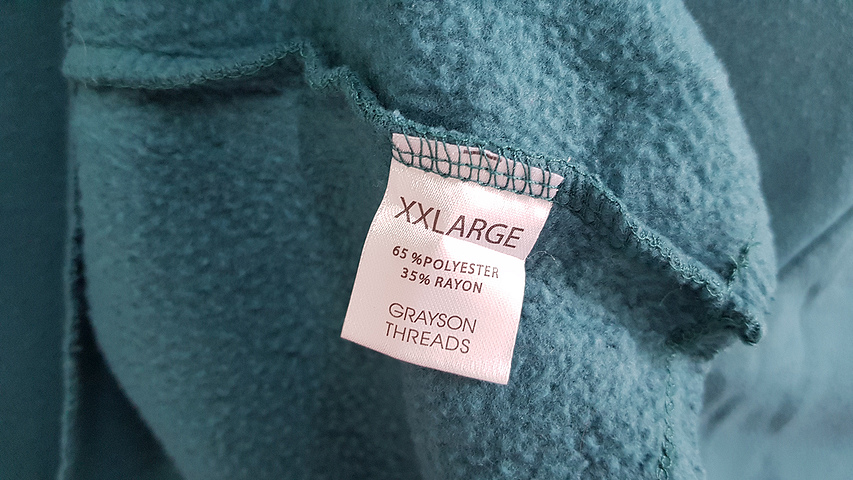 XXLARGE
65 %POLYESTER
35% RAYON
GRAYSON
THREADS